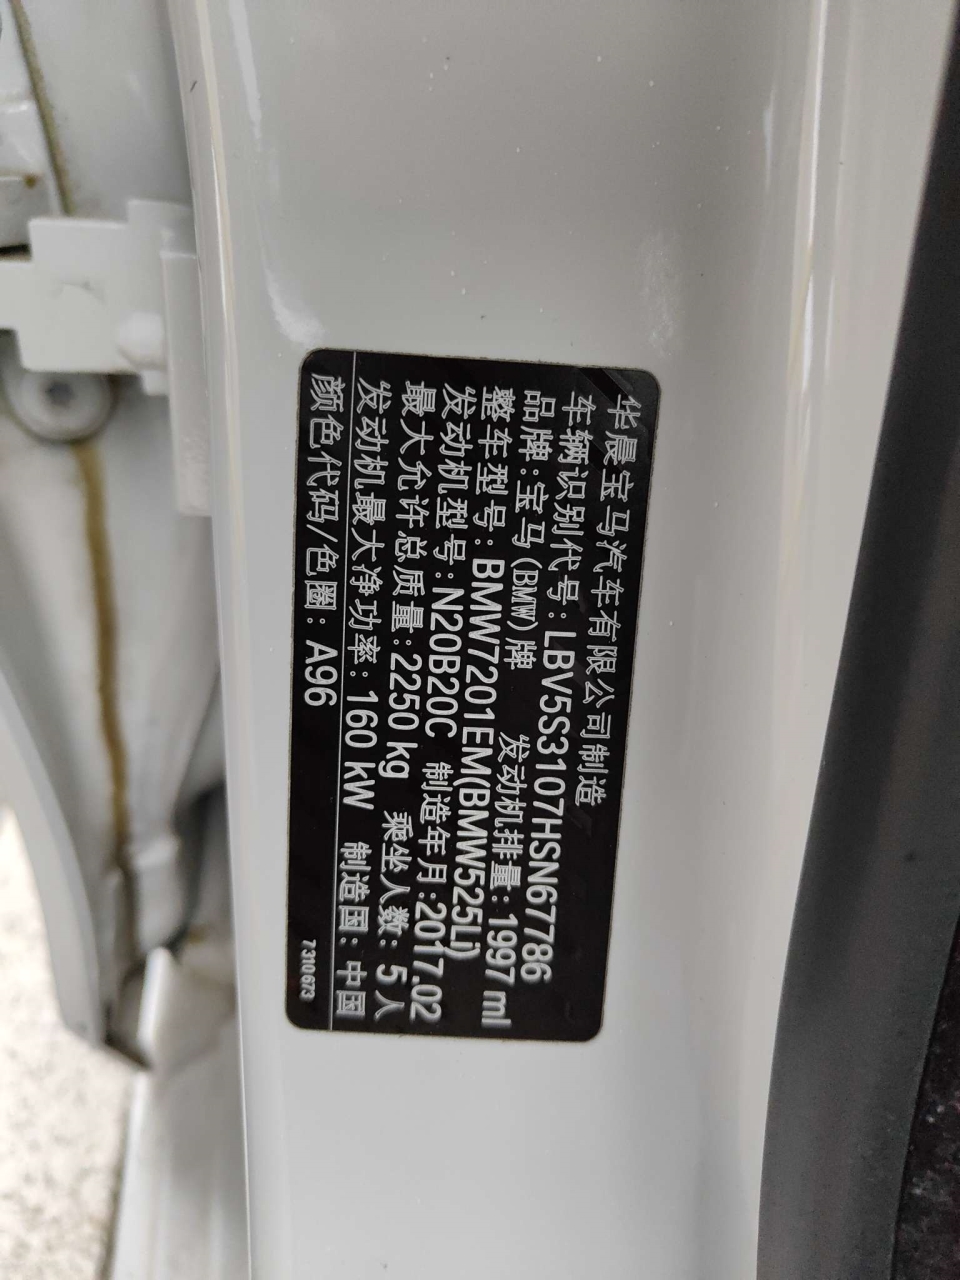 华晨宝马汽车有限公司制造
车辆识别代号:LBV5S3107HSN67786
品牌:宝马(BMW)牌 发动机排量:1997 ml
整车型号:BMW7201EM(BMW525Li)
发动机型号:N20B20C 制造年月:2017.02
最大允许总质量:2250 kg 乘坐人数:5人
发动机最大净功率:160 kW 制造国:中国
颜色代码/色圈:A96 7310673